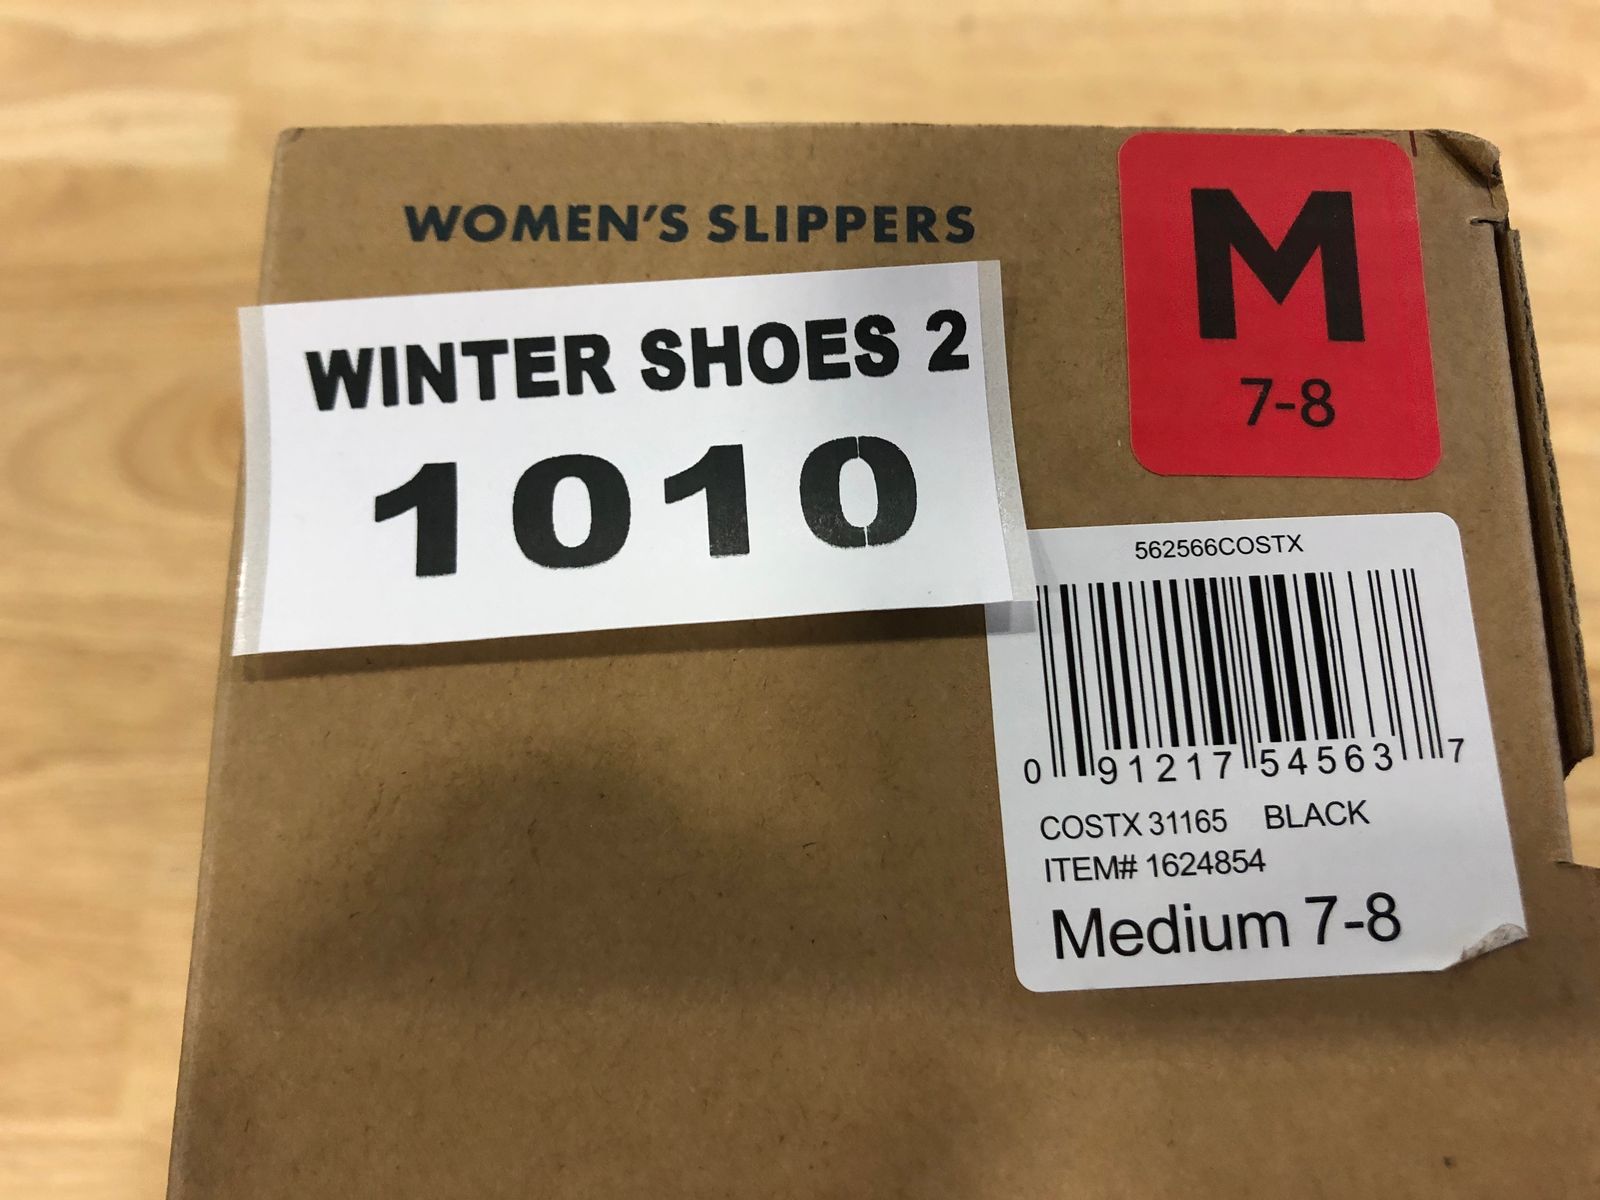 WOMEN'S SLIPPERS
M
7-8
WINTER SHOES 2
1010
562566COSTX
0 91217 54563 7
COSTX 31165 BLACK
ITEM# 1624854
Medium 7-8